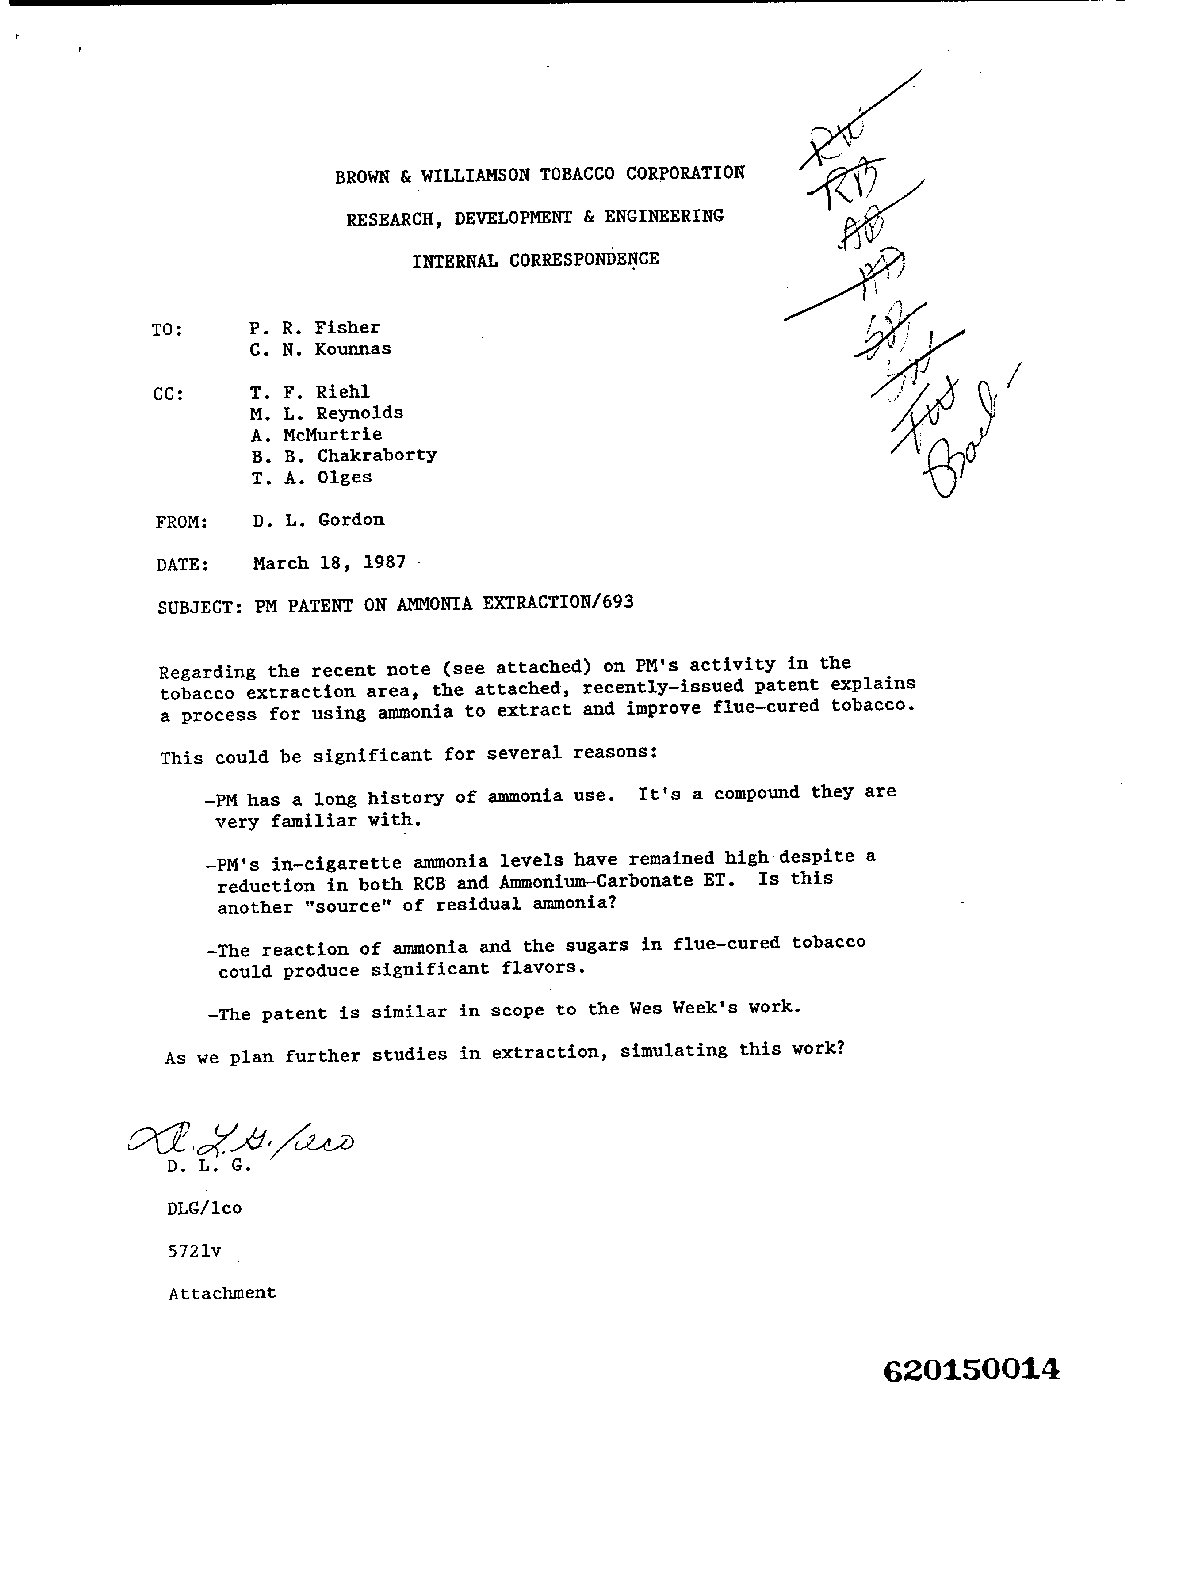 BROWN & WILLIAMSON TOBACCO CORPORATION
RESEARCH, DEVELOPMENT & ENGINEERING
INTERNAL CORRESPONDENCE
RB
AB
TO: P. R. Fisher
C. N. Kounnas
CC: T. F. Riehl
M. L. Reynolds
A. McMurtrie
B. B. Chakraborty
T. A. Olges
FROM: D. L. Gordon
DATE: March 18, 1987
SUBJECT: PM PATENT ON AMMONIA EXTRACTION/693
Regarding the recent note (see attached) on PM's activity in the
tobacco extraction area, the attached, recently-issued patent explains
a process for using ammonia to extract and improve flue-cured tobacco.
This could be significant for several reasons:
-PM has a long history of ammonia use. It's a compound they are
very familiar with.
-PM's in-cigarette ammonia levels have remained high despite a
reduction in both RCB and Ammonium-Carbonate ET. Is this
another "source" of residual ammonia?
-The reaction of ammonia and the sugars in flue-cured tobacco
could produce significant flavors.
-The patent is similar in scope to the Wes Week's work.
As we plan further studies in extraction, simulating this work?
D. L. G./lco
D. L. G.
DLG/lco
5721v
Attachment
620150014